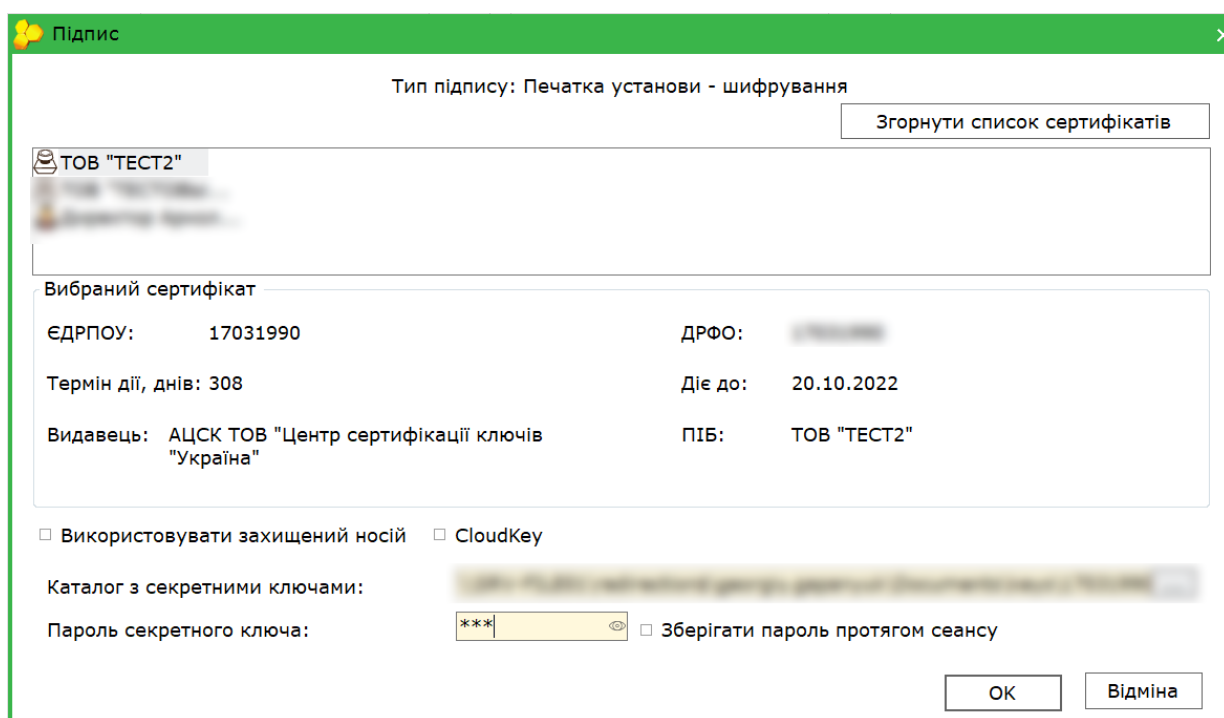 Підпис
Тип підпису: Печатка установи - шифрування
Згорнути список сертифікатів
ТОВ "ТЕСТ2"
Вибраний сертифікат
ЄДРПОУ: 17031990 ДРФО:
Термін дії, днів: 308 Діє до: 20.10.2022
Видавець: АЦСК ТОВ "Центр сертифікації ключів ПІБ: ТОВ "ТЕСТ2"
"Україна"
Використовувати захищений носій CloudKey
Каталог з секретними ключами:
Пароль секретного ключа: *** Зберігати пароль протягом сеансу
OK Відміна